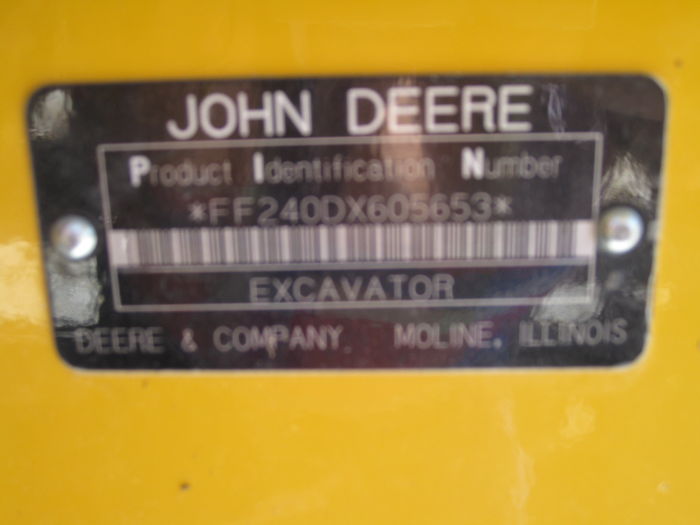 JOHN DEERE
Product Identification Number
*FF240DX605653*
EXCAVATOR
DEERE & COMPANY MOLINE, ILLINOIS